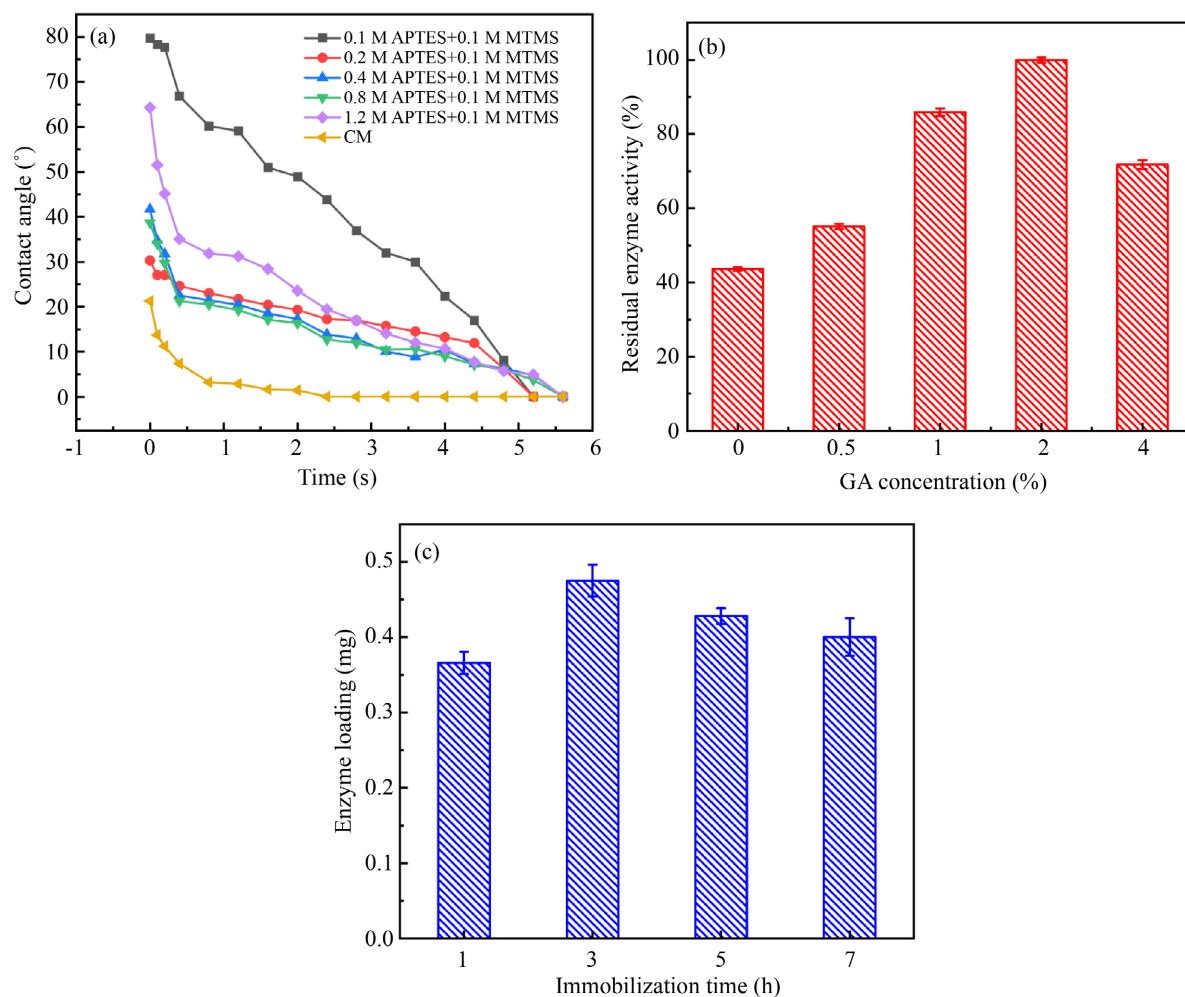 (a)
0.1 M APTES+0.1 M MTMS
0.2 M APTES+0.1 M MTMS
0.4 M APTES+0.1 M MTMS
0.8 M APTES+0.1 M MTMS
1.2 M APTES+0.1 M MTMS
CM
80
70
60
50
40
30
20
10
0
Contact angle (°)
-1 0 1 2 3 4 5 6
Time (s)
(b)
100
80
60
40
20
0
Residual enzyme activity (%)
0 0.5 1 2 4
GA concentration (%)
(c)
0.5
0.4
0.3
0.2
0.1
0.0
Enzyme loading (mg)
1 3 5 7
Immobilization time (h)